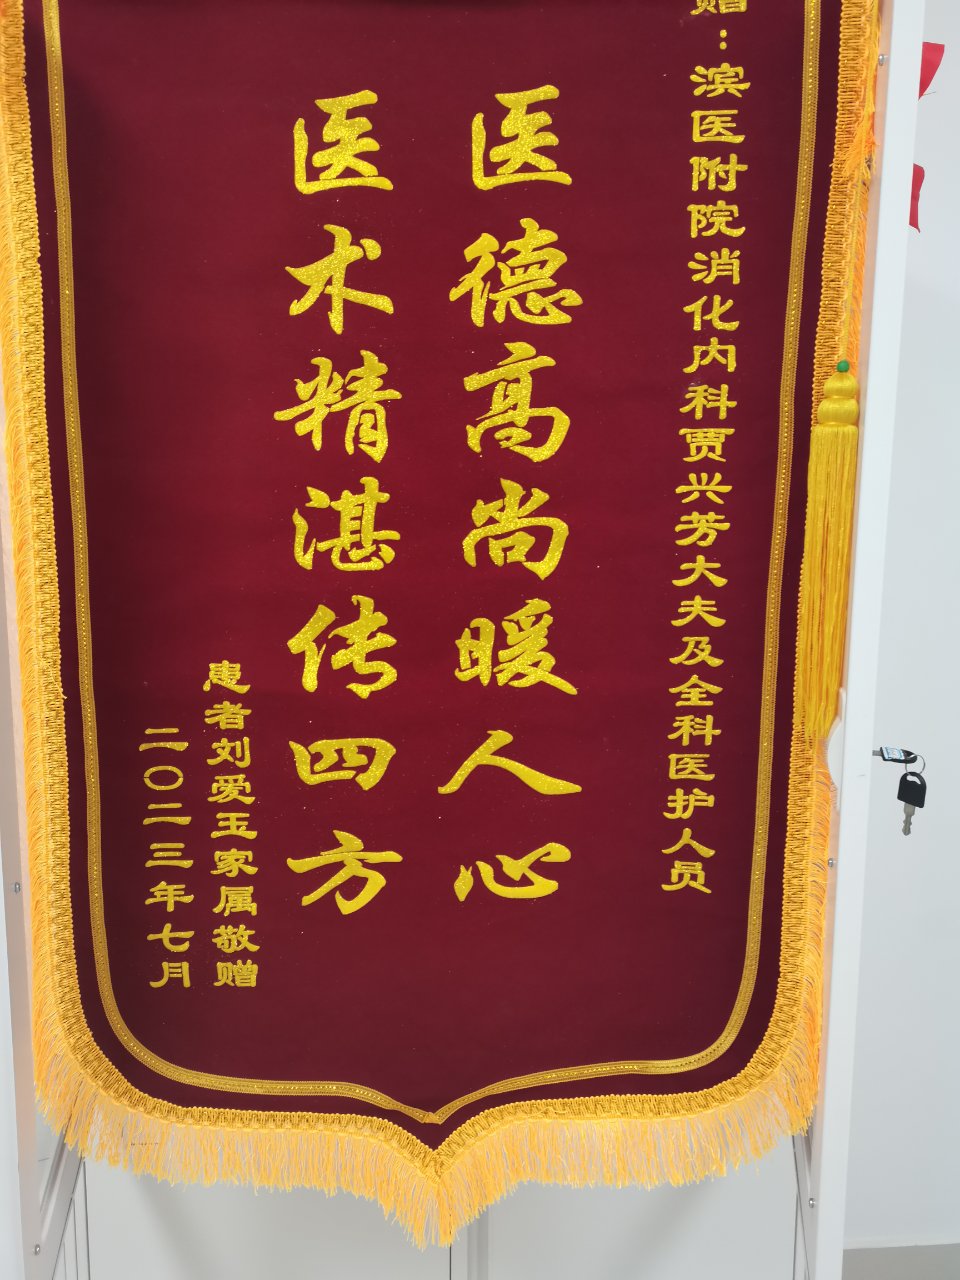 赠：滨医附院消化内科贾兴芳大夫及全科医护人员
医德高尚暖人心
医术精湛传四方
患者刘爱玉家属敬赠
二〇二三年七月